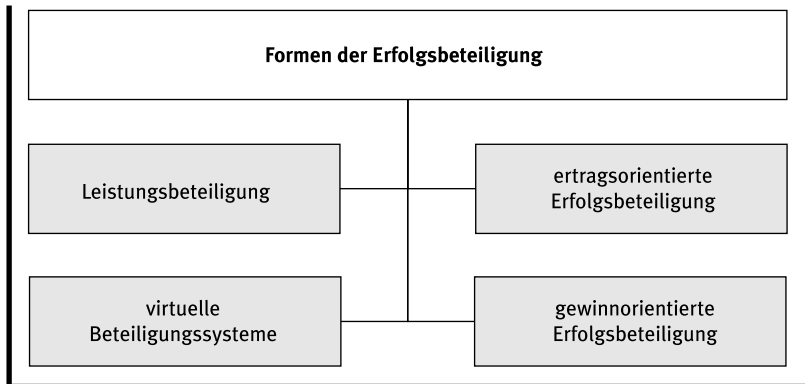 Formen der Erfolgsbeteiligung
Leistungsbeteiligung
ertragsorientierte
Erfolgsbeteiligung
virtuelle
Beteiligungssysteme
gewinnorientierte
Erfolgsbeteiligung